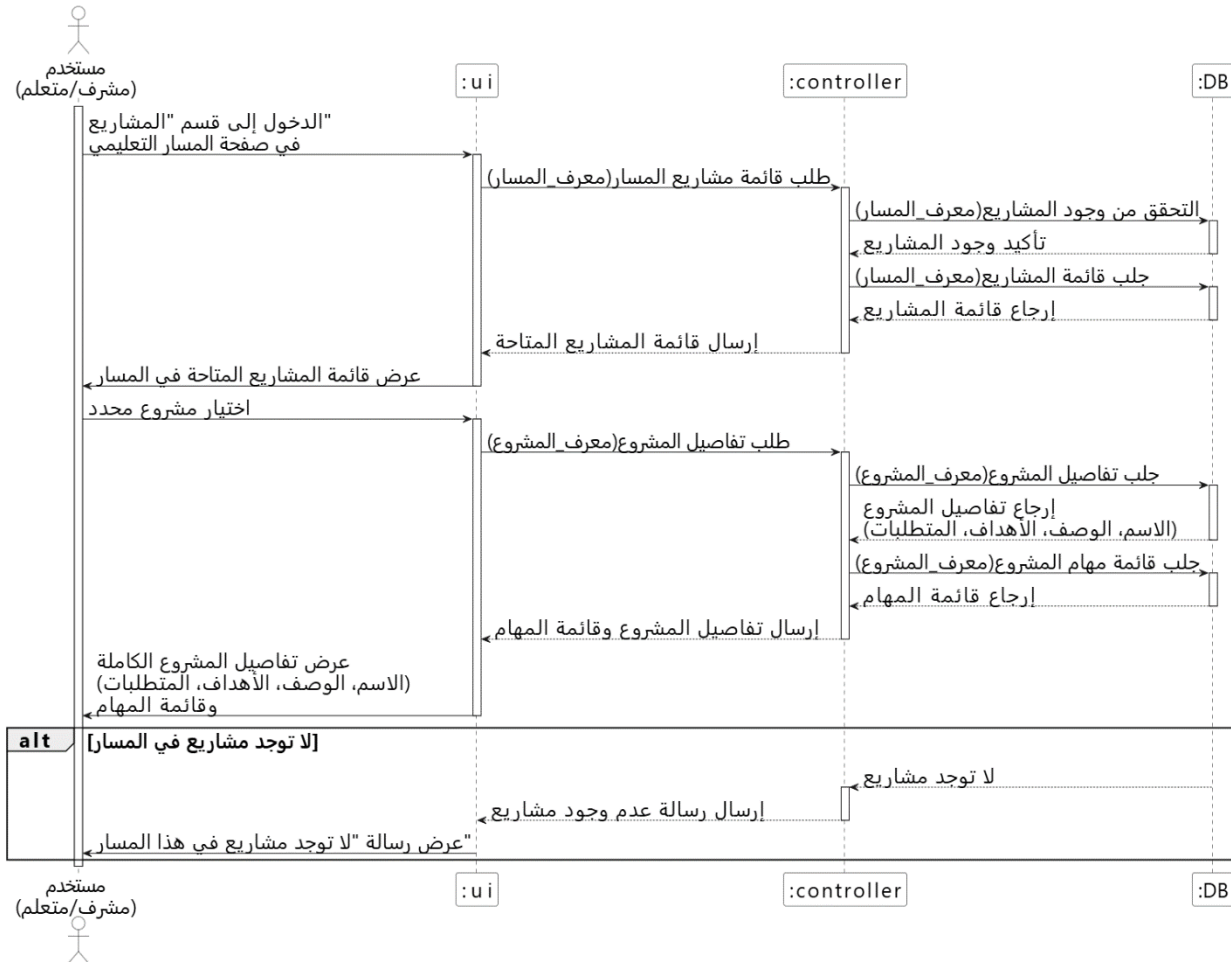 مستخدم
(مشرف/متعلم)
:ui
:controller
:DB
الدخول إلى قسم "المشاريع"
في صفحة المسار التعليمي
طلب قائمة مشاريع المسار(معرف_المسار)
التحقق من وجود المشاريع(معرف_المسار)
تأكيد وجود المشاريع
جلب قائمة المشاريع(معرف_المسار)
إرجاع قائمة المشاريع
إرسال قائمة المشاريع المتاحة
عرض قائمة المشاريع المتاحة في المسار
اختيار مشروع محدد
طلب تفاصيل المشروع(معرف_المشروع)
جلب تفاصيل المشروع(معرف_المشروع)
إرجاع تفاصيل المشروع
(الاسم، الوصف، الأهداف، المتطلبات)
جلب قائمة مهام المشروع(معرف_المشروع)
إرجاع قائمة المهام
إرسال تفاصيل المشروع وقائمة المهام
عرض تفاصيل المشروع الكاملة
(الاسم، الوصف، الأهداف، المتطلبات)
وقائمة المهام
alt
[لا توجد مشاريع في المسار]
لا توجد مشاريع
إرسال رسالة عدم وجود مشاريع
عرض رسالة "لا توجد مشاريع في هذا المسار"
مستخدم
(مشرف/متعلم)
:ui
:controller
:DB